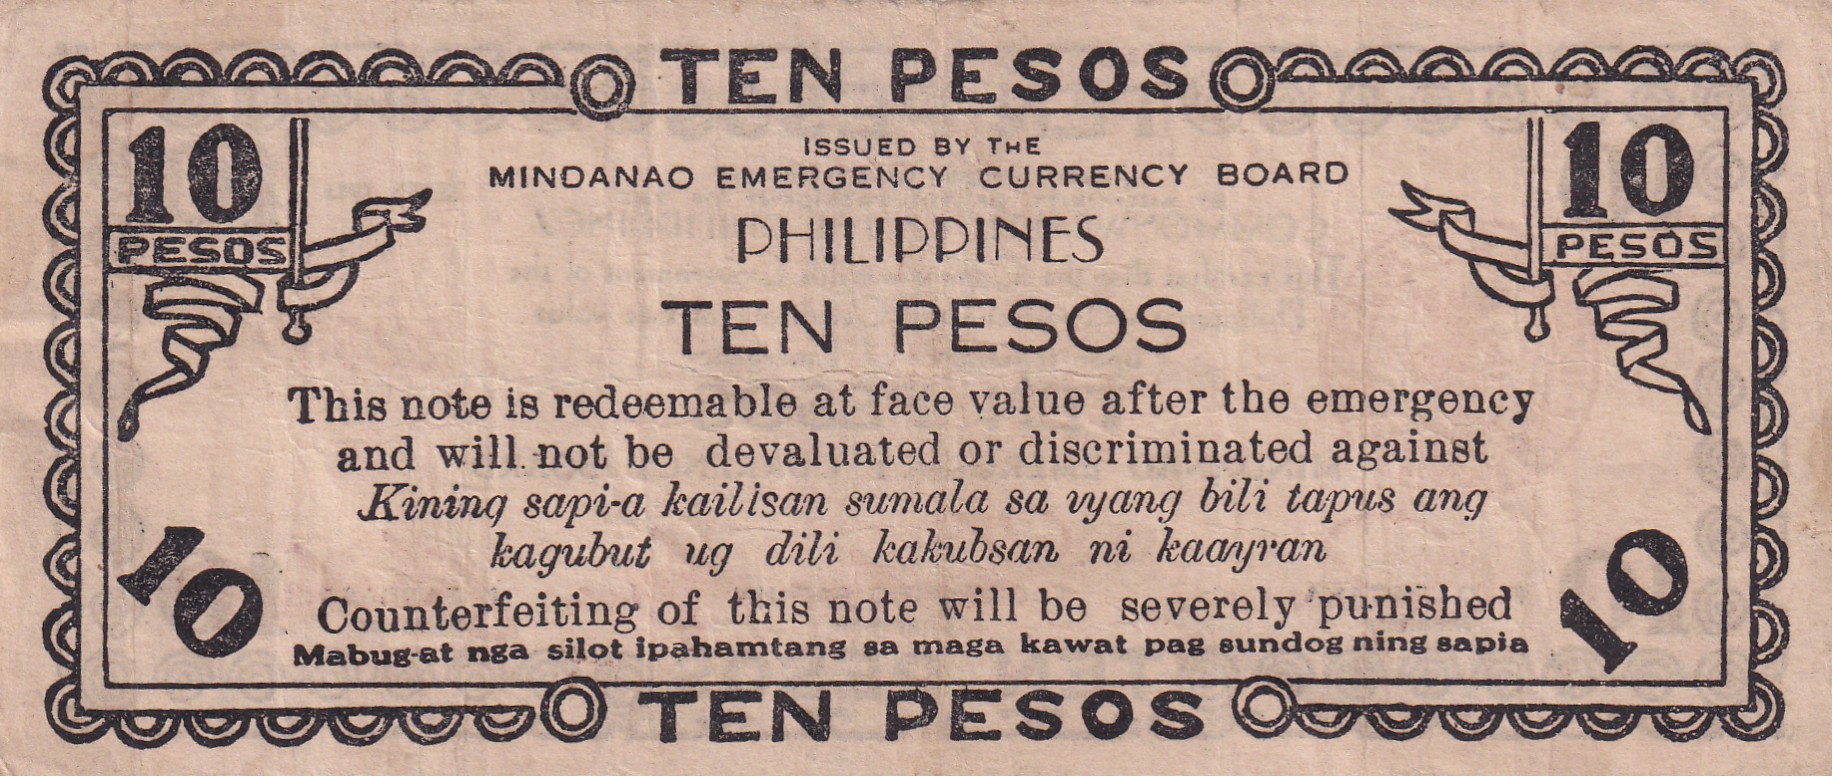 TEN PESOS
10
PESOS
10
PESOS
ISSUED BY THE
MINDANAO EMERGENCY CURRENCY BOARD
PHILIPPINES
TEN PESOS
This note is redeemable at face value after the emergency
and will not be devaluated or discriminated against
Kining sapi-a kailisan sumala sa vyang bili tapus ang
kagubut ug dili kakubsan ni kaayran
Counterfeiting of this note will be severely punished
Mabug-at nga silot ipahamtang sa maga kawat pag sundog ning sapia
10
10
TEN PESOS